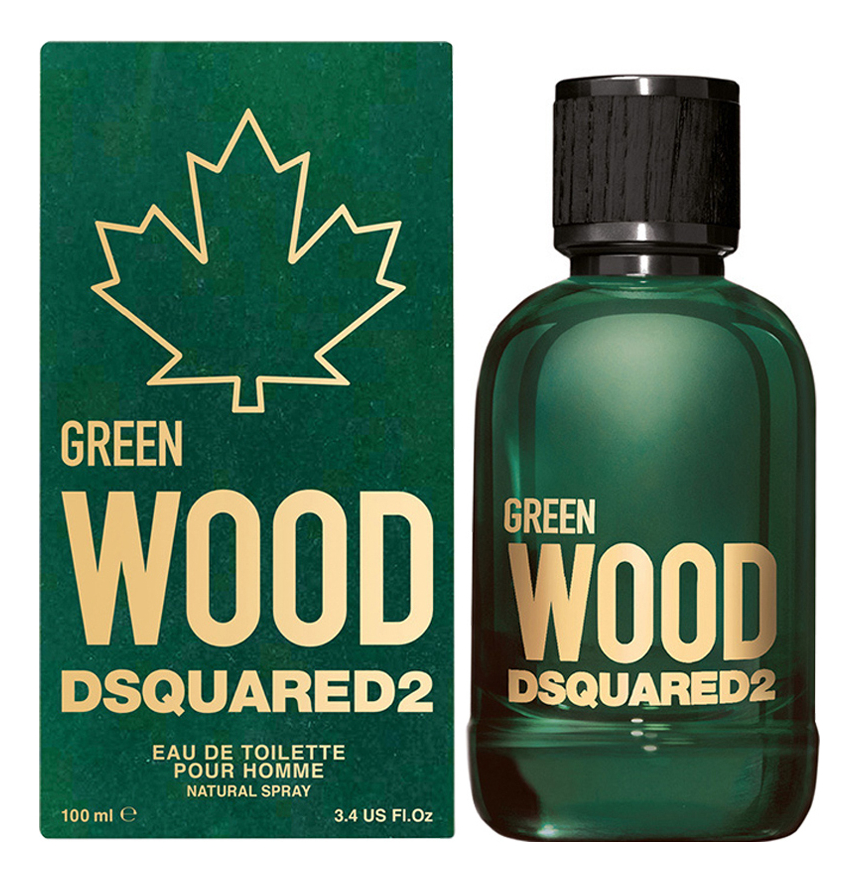 GREEN
WOOD
DSQUARED2
EAU DE TOILETTE
POUR HOMME
NATURAL SPRAY
100 ml ℮
3.4 US Fl.Oz
GREEN
WOOD
DSQUARED2